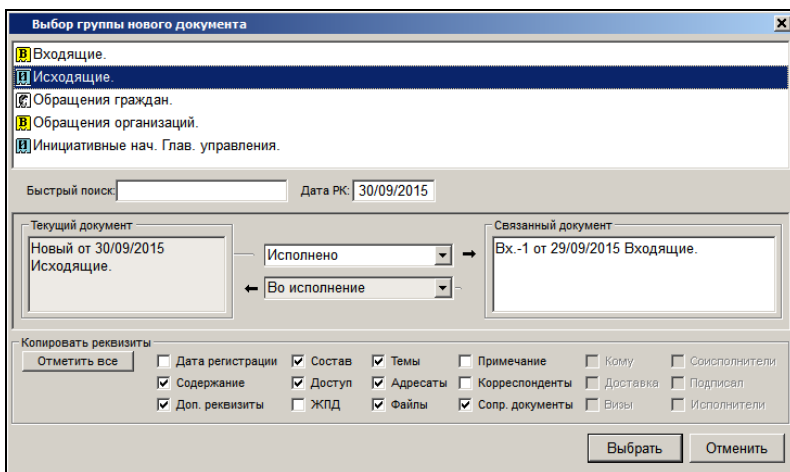 Выбор группы нового документа
В Входящие.
И Исходящие.
Обращения граждан.
В Обращения организаций.
И Инициативные нач. Глав. управления.
Быстрый поиск: Дата РК: 30/09/2015
Текущий документ Связанный документ
Новый от 30/09/2015 Исполнено Вх.-1 от 29/09/2015 Входящие.
Исходящие.
Во исполнение
Копировать реквизиты
Отметить все Дата регистрации Состав Темы Примечание Кому Соисполнители
Содержание Доступ Адресаты Корреспонденты Доставка Подписал
Доп. реквизиты ЖПД Файлы Сопр. документы Визы Исполнители
Выбрать Отменить